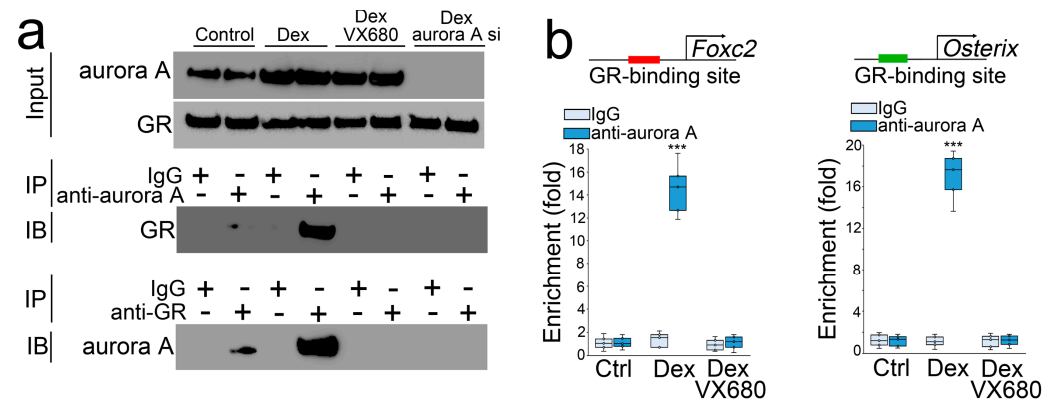 a
Control Dex Dex VX680 Dex aurora A si
Input
aurora A
GR
IP
IgG + - + - + - + -
anti-aurora A - + - + - + - +
IB GR
IP
IgG + - + - + - + -
anti-GR - + - + - + - +
IB aurora A
b
Foxc2
GR-binding site
IgG
anti-aurora A
***
Enrichment (fold)
18
16
14
12
10
8
6
4
2
0
Ctrl Dex Dex
VX680
Osterix
GR-binding site
IgG
anti-aurora A
***
Enrichment (fold)
20
16
12
8
4
0
Ctrl Dex Dex
VX680